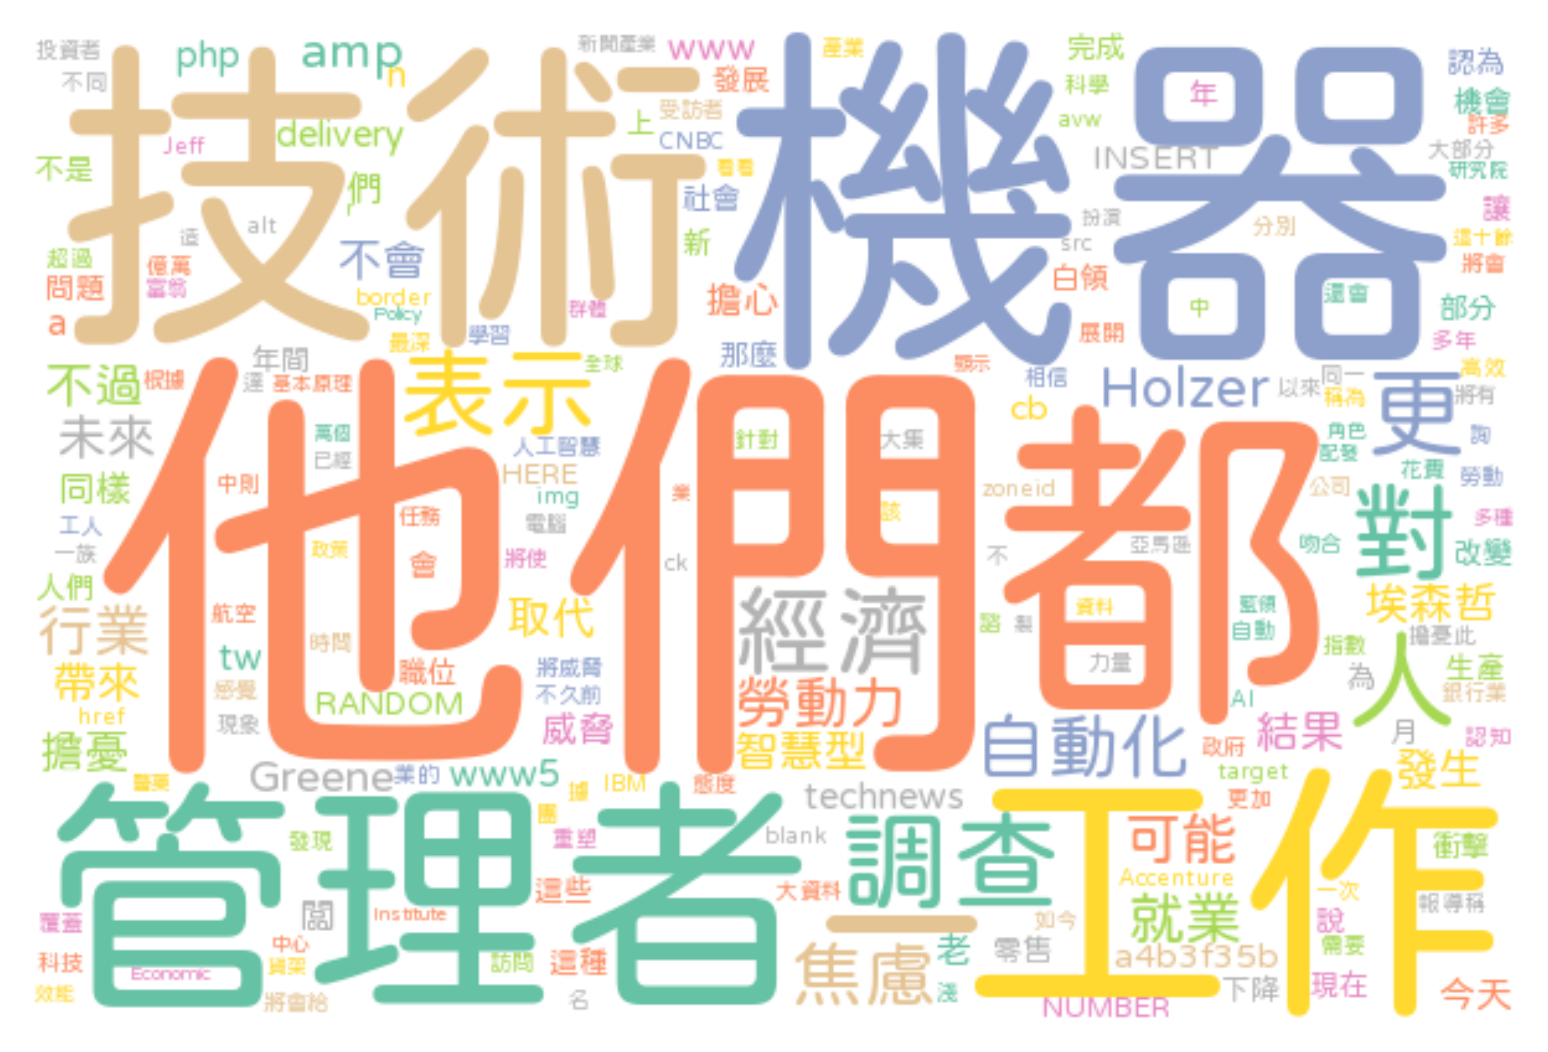 投資者
php
amp
n
新聞產業
www
產業
完成
認為
不同
技術
機器
發展
科學
年
機會
Jeff
delivery
受訪者
上
CNBC
avw
許多
不是
們
看看
INSERT
大部分
研究院
alt
社會
扮演
讓
造
新
src
分別
這十餘
超過
億萬
不會
白領
將會
問題
富翁
border
Policy
群體
擔心
中
還會
部分
a
最深
學習
展開
多年
年間
表示
全球
那麼
顯示
相信
Holzer
以來
同一
更
高效
不過
根據
達
基本原理
cb
稱為
將有
未來
他們都
萬個
已經
人工智慧
針對
大集
角色
配發
詢
同樣
中則
HERE
img
業
zoneid
公司
花費
勞動
工人
任務
電腦
該
對
多種
一族
政策
會
將使
ck
不
亞馬遜
吻合
改變
人們
行業
航空
取代
經濟
資料
藍領
埃森哲
時間
諮
製
自動
指數
擔憂此
tw
職位
將威脅
力量
為
人
生產
帶來
感覺
RANDOM
不久前
勞動力
AI
銀行業
href
現象
威脅
智慧型
自動化
政府
結果
月
認知
擔憂
Greene
業的
www5
IBM
態度
target
發生
醫藥
據
technews
更加
管理者
團
工作
發現
重塑
blank
調查
可能
衝擊
這些
大資料
Accenture
一次
覆蓋
闆
Institute
一
如今
就業
說
報導稱
科技
中心
貨架
訪問
這種
焦慮
老
零售
a4b3f35b
需要
Economic
效能
將會給
名
淺
NUMBER
下降
現在
今天